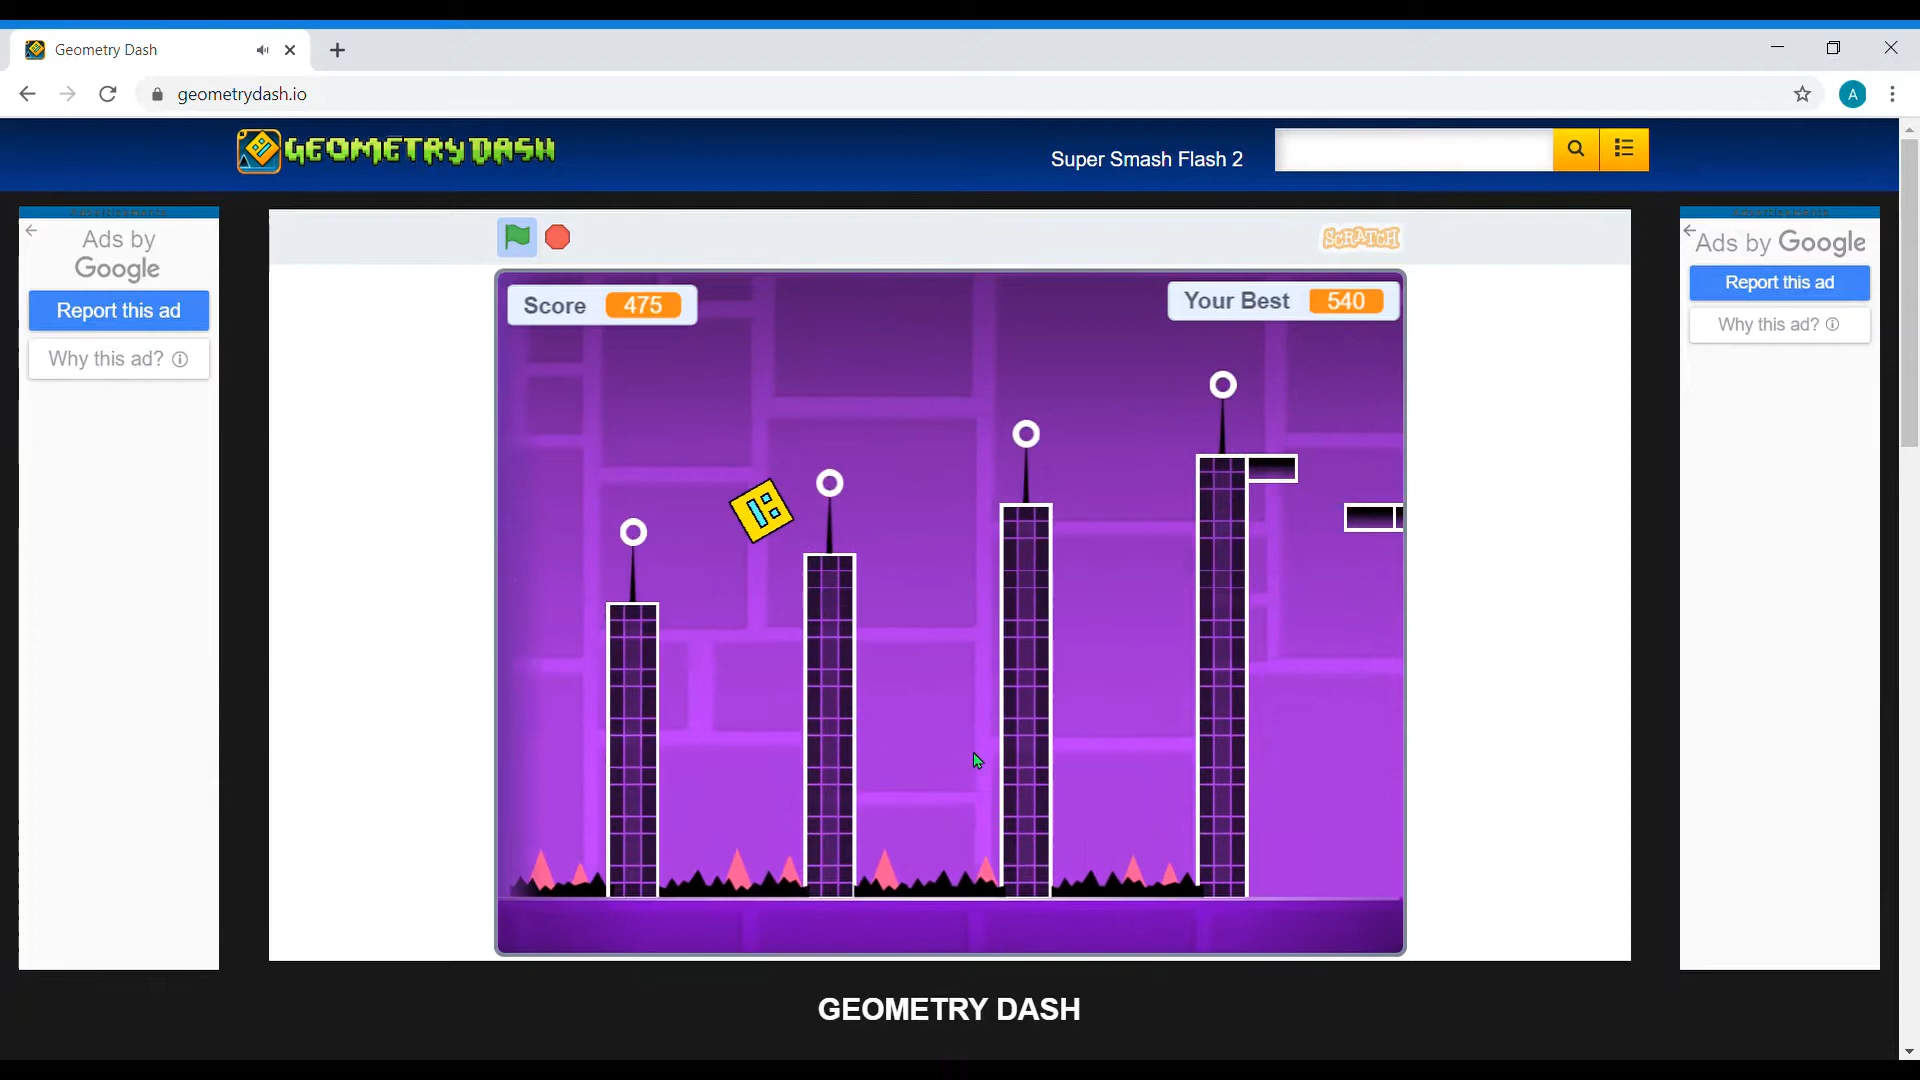 Geometry Dash
geometrydash.io
A
GEOMETRY DASH
Super Smash Flash 2
Ads by
Google
Report this ad
Why this ad?
SCRATCH
Score 475
Your Best 540
Ads by Google
Report this ad
Why this ad?
GEOMETRY DASH